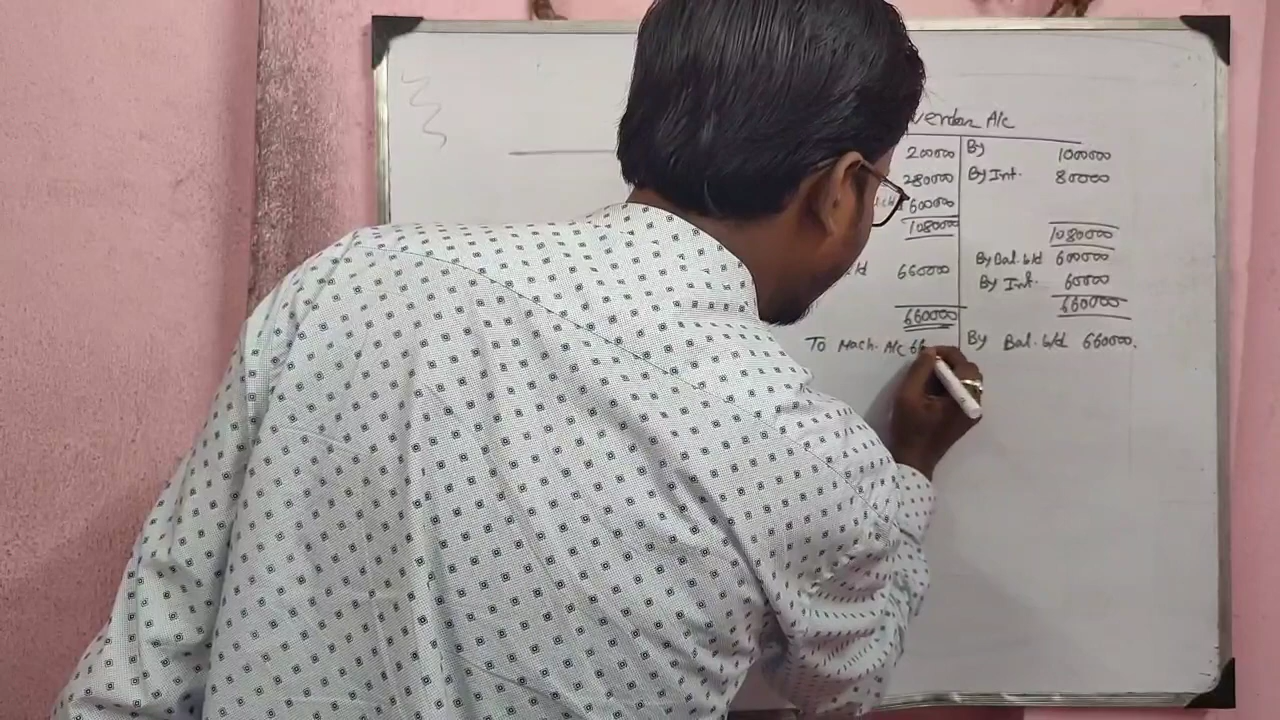 vendor A/c
200000 By 1000000
280000 By Int. 80000
600000
1080000 1080000
By Bal. b/d 600000
660000 By Int. 60000
660000 660000
To Mach. A/c 66 By Bal. b/d 660000.